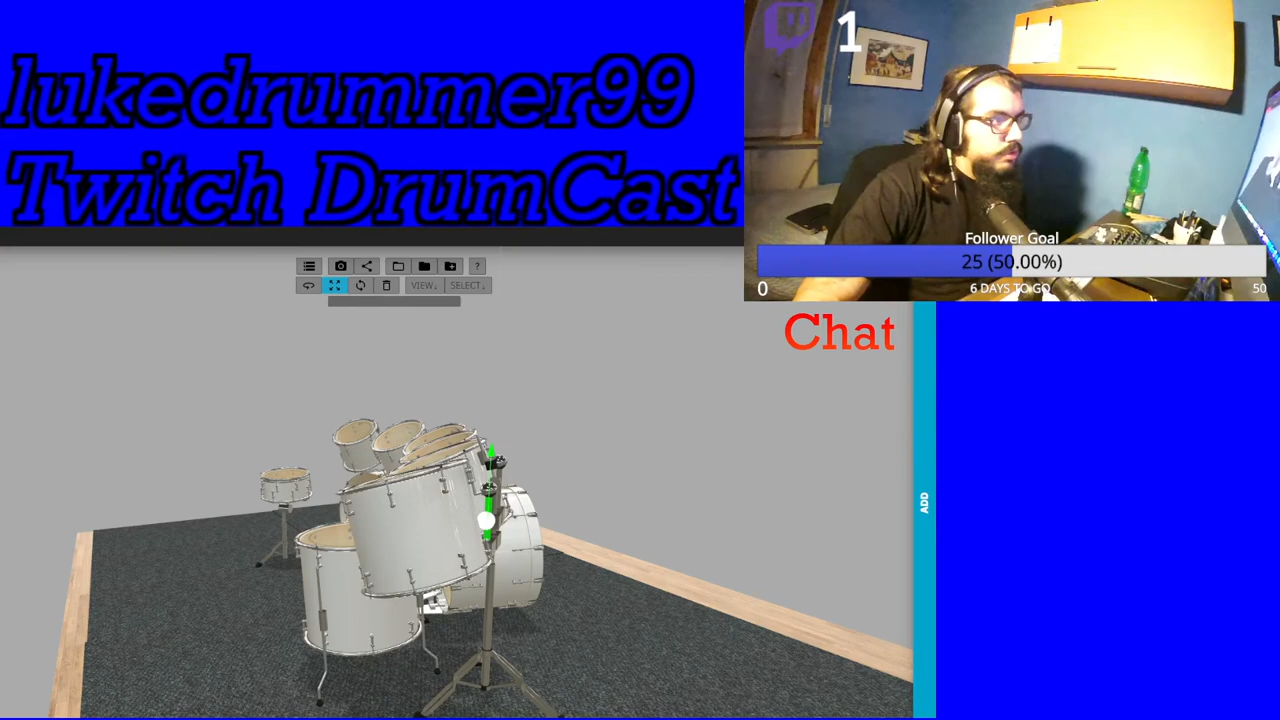 lukedrummer99
Twitch DrumCast
1
Follower Goal
25 (50.00%)
0
6 DAYS TO GO
50
?
VIEW↓
SELECT↓
Chat
ADD